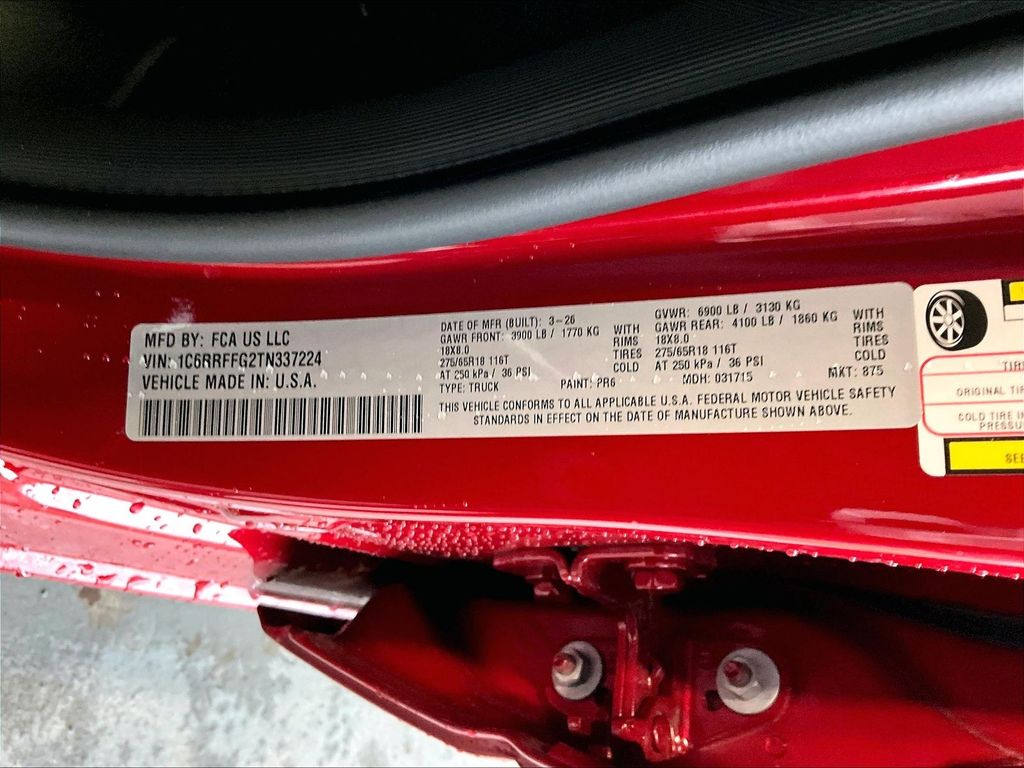 MFD BY: FCA US LLC
VIN: 1C6RRFFG2TN337224
VEHICLE MADE IN: U.S.A.
DATE OF MFR (BUILT): 3-26
GAWR FRONT: 3900 LB / 1770 KG WITH
18X8.0 RIMS
275/65R18 116T TIRES
AT 250 kPa / 36 PSI COLD
TYPE: TRUCK PAINT: PR6
GVWR: 6900 LB / 3130 KG
GAWR REAR: 4100 LB / 1860 KG WITH
18X8.0 RIMS
275/65R18 116T TIRES
AT 250 kPa / 36 PSI COLD
MDH: 031715 MKT: 875
THIS VEHICLE CONFORMS TO ALL APPLICABLE U.S.A. FEDERAL MOTOR VEHICLE SAFETY
STANDARDS IN EFFECT ON THE DATE OF MANUFACTURE SHOWN ABOVE.
ORIGINAL
COLD TIRE
SEE